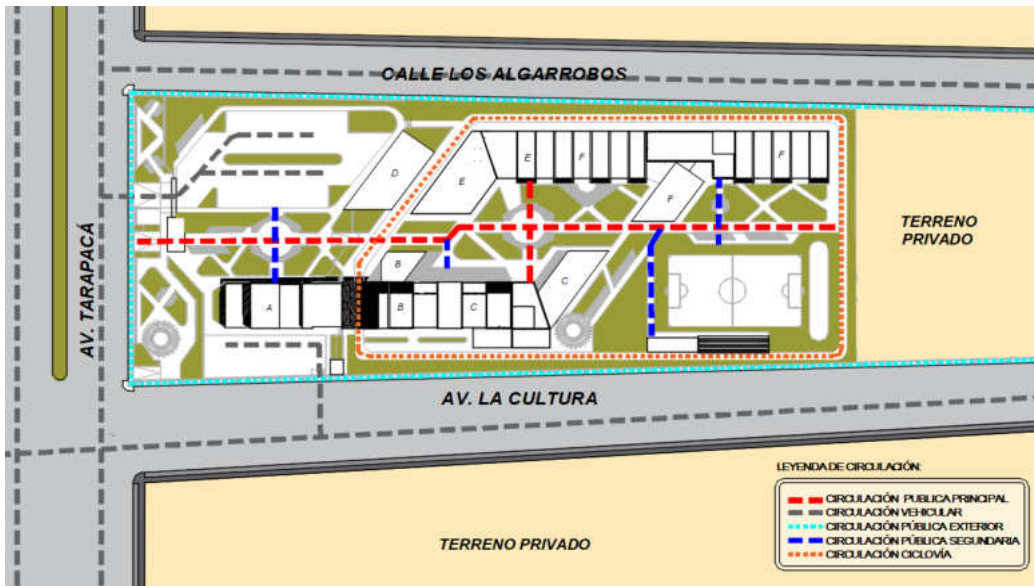 CALLE LOS ALGARROBOS
D
E
E
F
F
F
TERRENO
PRIVADO
AV. TARAPACÁ
B
A
B
C
C
AV. LA CULTURA
LEYENDA DE CIRCULACIÓN:
CIRCULACIÓN PUBLICA PRINCIPAL
CIRCULACIÓN VEHICULAR
CIRCULACIÓN PÚBLICA EXTERIOR
CIRCULACIÓN PÚBLICA SEGUNDARIA
CIRCULACIÓN CICLOVÍA
TERRENO PRIVADO